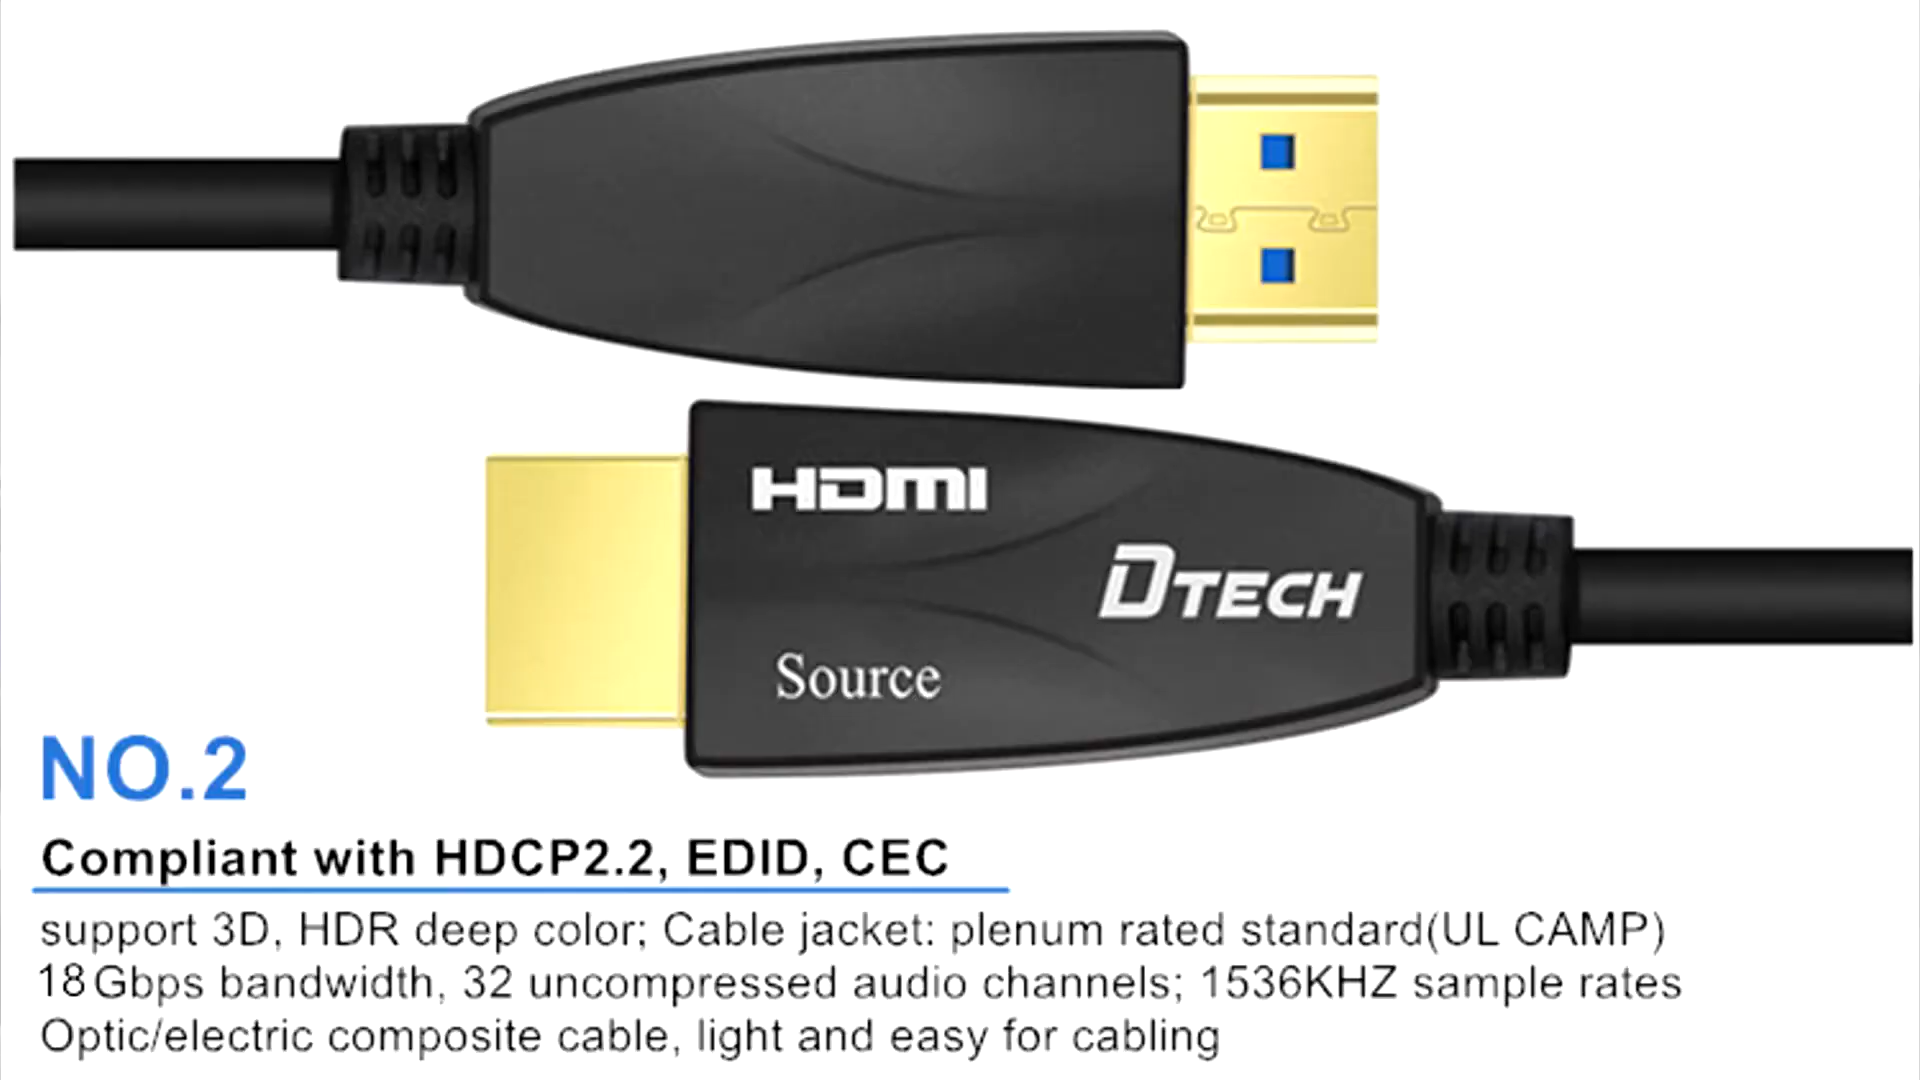 HDMI
DTECH
Source
NO.2
Compliant with HDCP2.2, EDID, CEC
support 3D, HDR deep color; Cable jacket: plenum rated standard(UL CAMP)
18Gbps bandwidth, 32 uncompressed audio channels; 1536KHZ sample rates
Optic/electric composite cable, light and easy for cabling